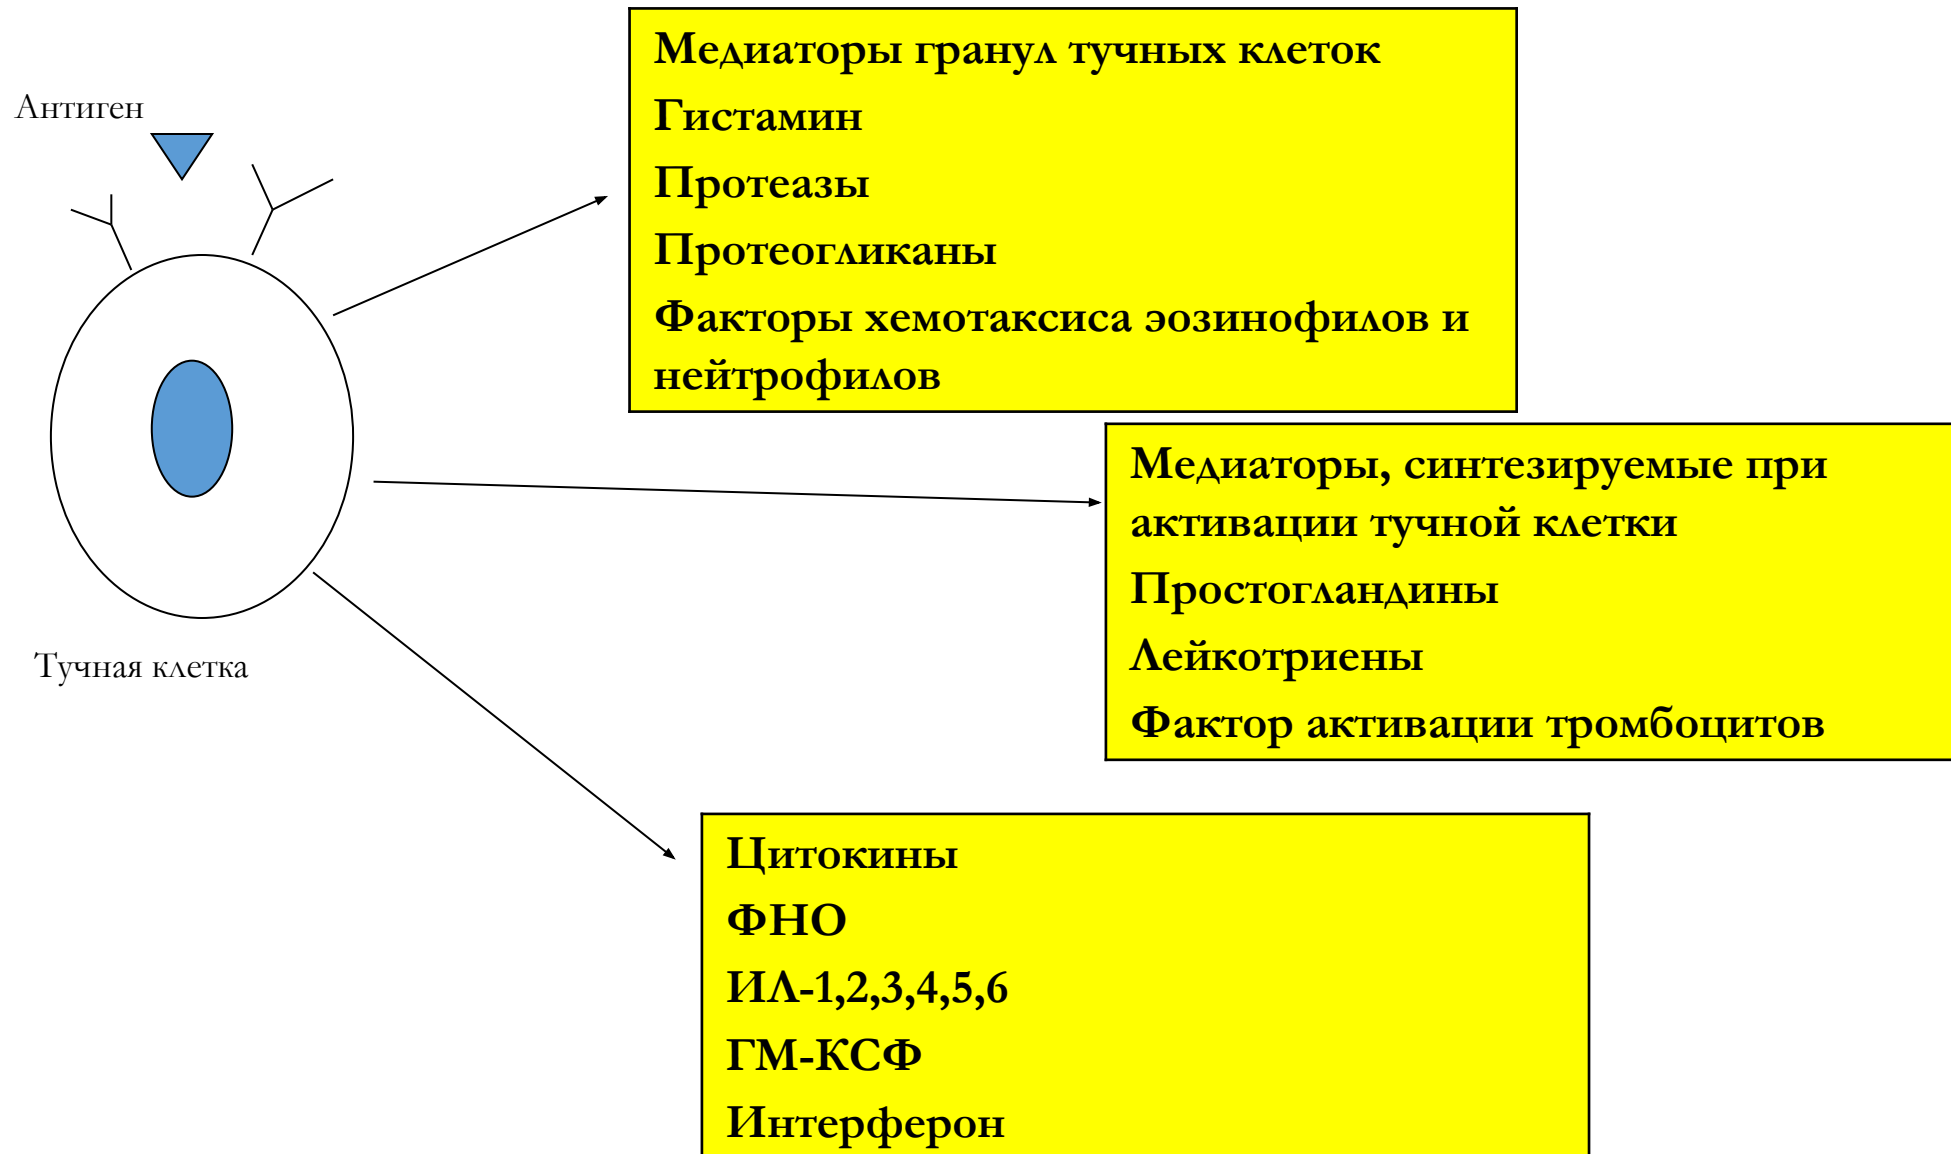 Антиген
Тучная клетка
Медиаторы гранул тучных клеток
Гистамин
Протеазы
Протеогликаны
Факторы хемотаксиса эозинофилов и
нейтрофилов
Медиаторы, синтезируемые при
активации тучной клетки
Простогландины
Лейкотриены
Фактор активации тромбоцитов
Цитокины
ФНО
ИЛ-1,2,3,4,5,6
ГМ-КСФ
Интерферон